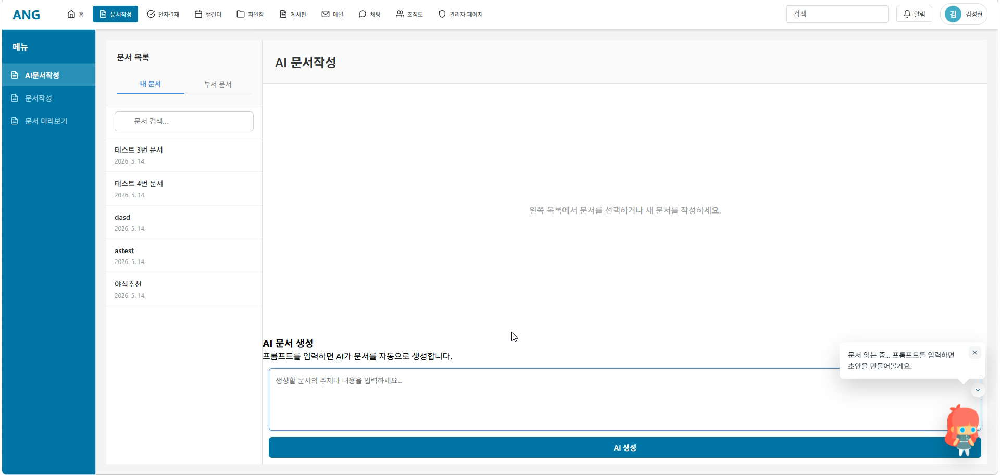 ANG
홈
문서작성
전자결재
캘린더
파일함
게시판
메일
채팅
조직도
관리자 페이지
검색
알림
김
김성현
메뉴
AI문서작성
문서작성
문서 미리보기
문서 목록
내 문서
부서 문서
문서 검색...
테스트 3번 문서
2026. 5. 14.
테스트 4번 문서
2026. 5. 14.
dasd
2026. 5. 14.
astest
2026. 5. 14.
야식추천
2026. 5. 14.
AI 문서작성
왼쪽 목록에서 문서를 선택하거나 새 문서를 작성하세요.
AI 문서 생성
프롬프트를 입력하면 AI가 문서를 자동으로 생성합니다.
생성할 문서의 주제나 내용을 입력하세요...
문서 읽는 중... 프롬프트를 입력하면
초안을 만들어볼게요.
AI 생성